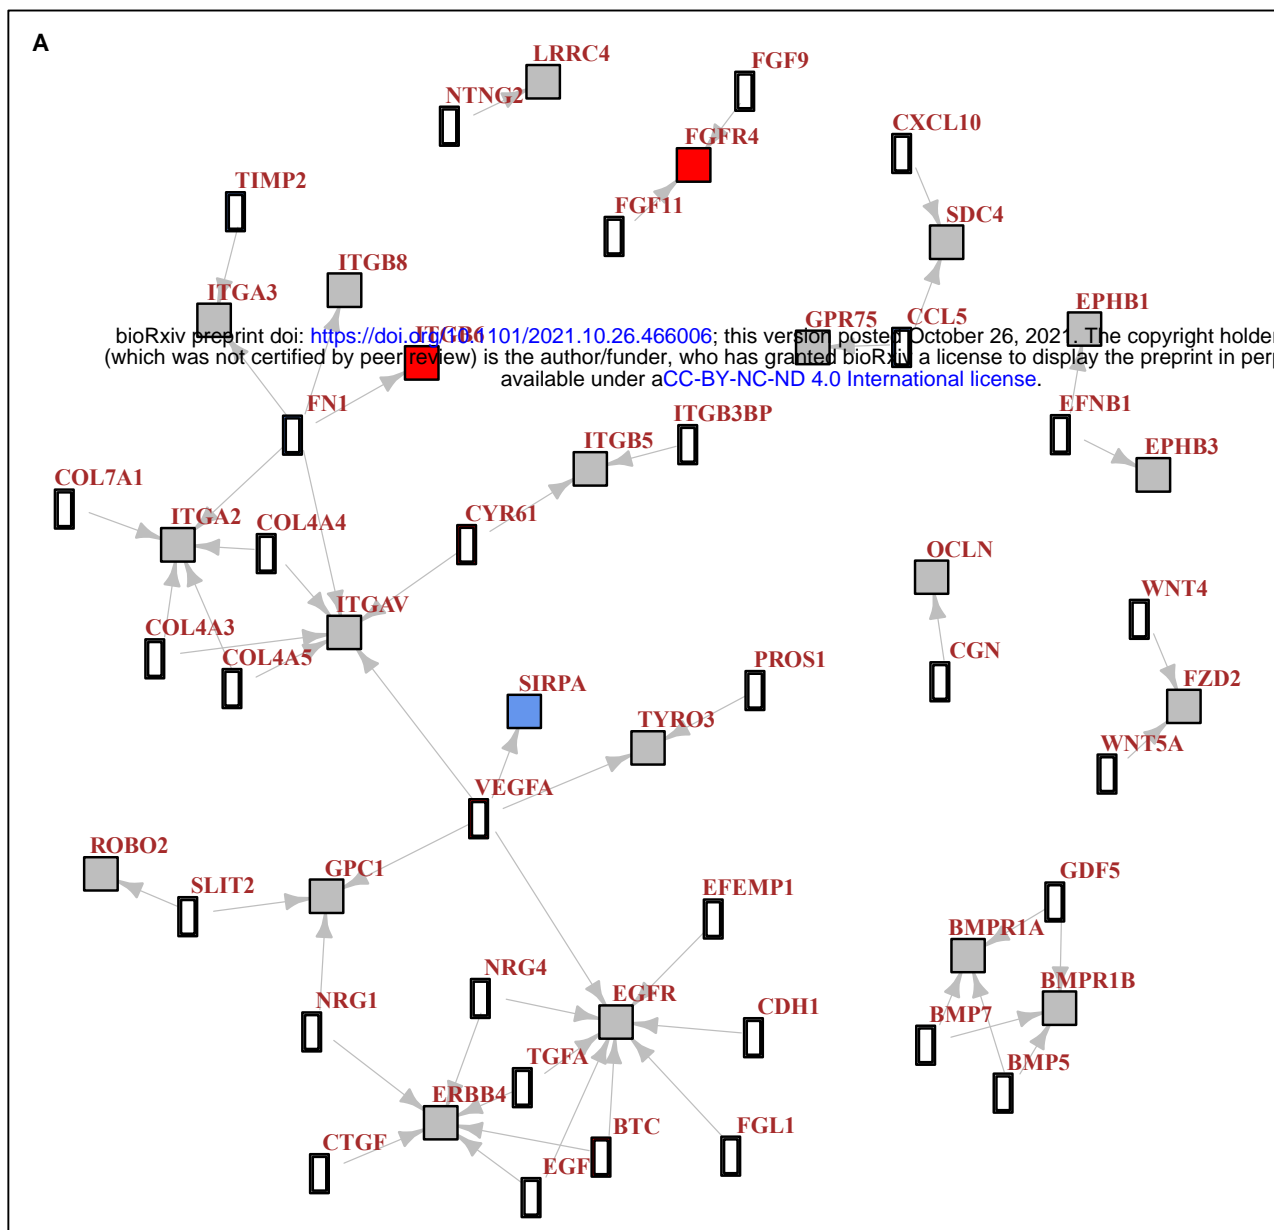 A
LRRC4
FGF9
NTNG2
CXCL10
FGFR4
TIMP2
FGF11
SDC4
ITGB8
ITGA3
EPHB1
ITGB6
GPR75
CCL5
bioRxiv preprint doi: https://doi.org/10.1101/2021.10.26.466006; this version posted October 26, 2021. The copyright holder
(which was not certified by peer review) is the author/funder, who has granted bioRxiv a license to display the preprint in perp
available under aCC-BY-NC-ND 4.0 International license.
FN1
ITGB3BP
EFNB1
ITGB5
EPHB3
COL7A1
ITGA2
COL4A4
CYR61
OCLN
WNT4
ITGAV
COL4A3
COL4A5
PROS1
CGN
SIRPA
FZD2
TYRO3
WNT5A
VEGFA
ROBO2
GPC1
SLIT2
EFEMP1
GDF5
BMPR1A
NRG4
EGFR
BMPR1B
NRG1
BMP7
CDH1
TGFA
BMP5
ERBB4
CTGF
BTC
FGL1
EGF